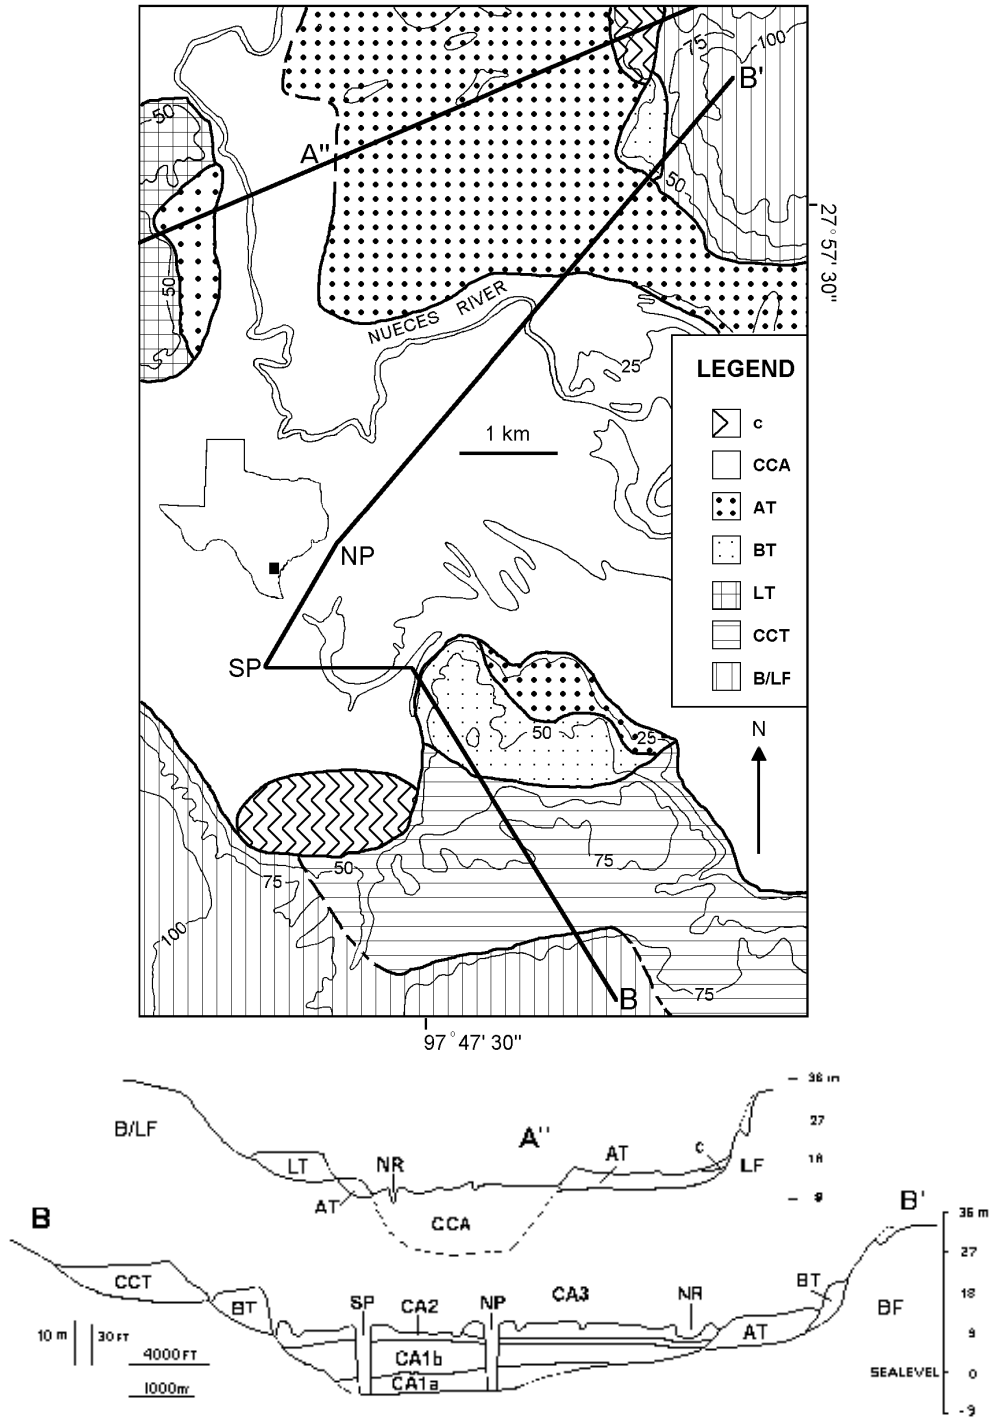 75
100
B'
50
A"
50
27° 57' 30"
50
NUECES RIVER
25
LEGEND
c
CCA
AT
BT
LT
CCT
B/LF
1 km
NP
SP
50
25
N
75
50
75
100
75
B
97° 47' 30"
36 m
B/LF
A"
27
AT
c
18
LT
NR
LF
AT
9
CCA
B
B'
36 m
27
CCT
BT
SP
CA2
NP
CA3
NR
BT
18
BF
10 m
30 FT
AT
9
4000 FT
CA1b
SEALEVEL
0
1000m
CA1a
-9